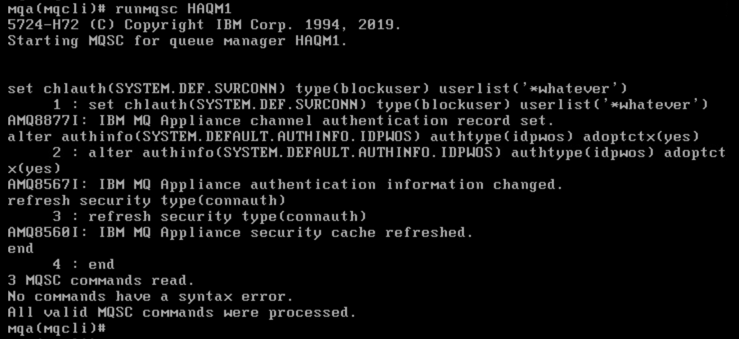 mqa(mqcli)# runmqsc HAQM1
5724-H72 (C) Copyright IBM Corp. 1994, 2019.
Starting MQSC for queue manager HAQM1.
set chlauth(SYSTEM.DEF.SVRCONN) type(blockuser) userlist('*whatever')
1 : set chlauth(SYSTEM.DEF.SVRCONN) type(blockuser) userlist('*whatever')
AMQ8877I: IBM MQ Appliance channel authentication record set.
alter authinfo(SYSTEM.DEFAULT.AUTHINFO.IDPWOS) authtype(idpwos) adoptctx(yes)
2 : alter authinfo(SYSTEM.DEFAULT.AUTHINFO.IDPWOS) authtype(idpwos) adoptct
x(yes)
AMQ8567I: IBM MQ Appliance authentication information changed.
refresh security type(connauth)
3 : refresh security type(connauth)
AMQ8560I: IBM MQ Appliance security cache refreshed.
end
4 : end
3 MQSC commands read.
No commands have a syntax error.
All valid MQSC commands were processed.
mqa(mqcli)#